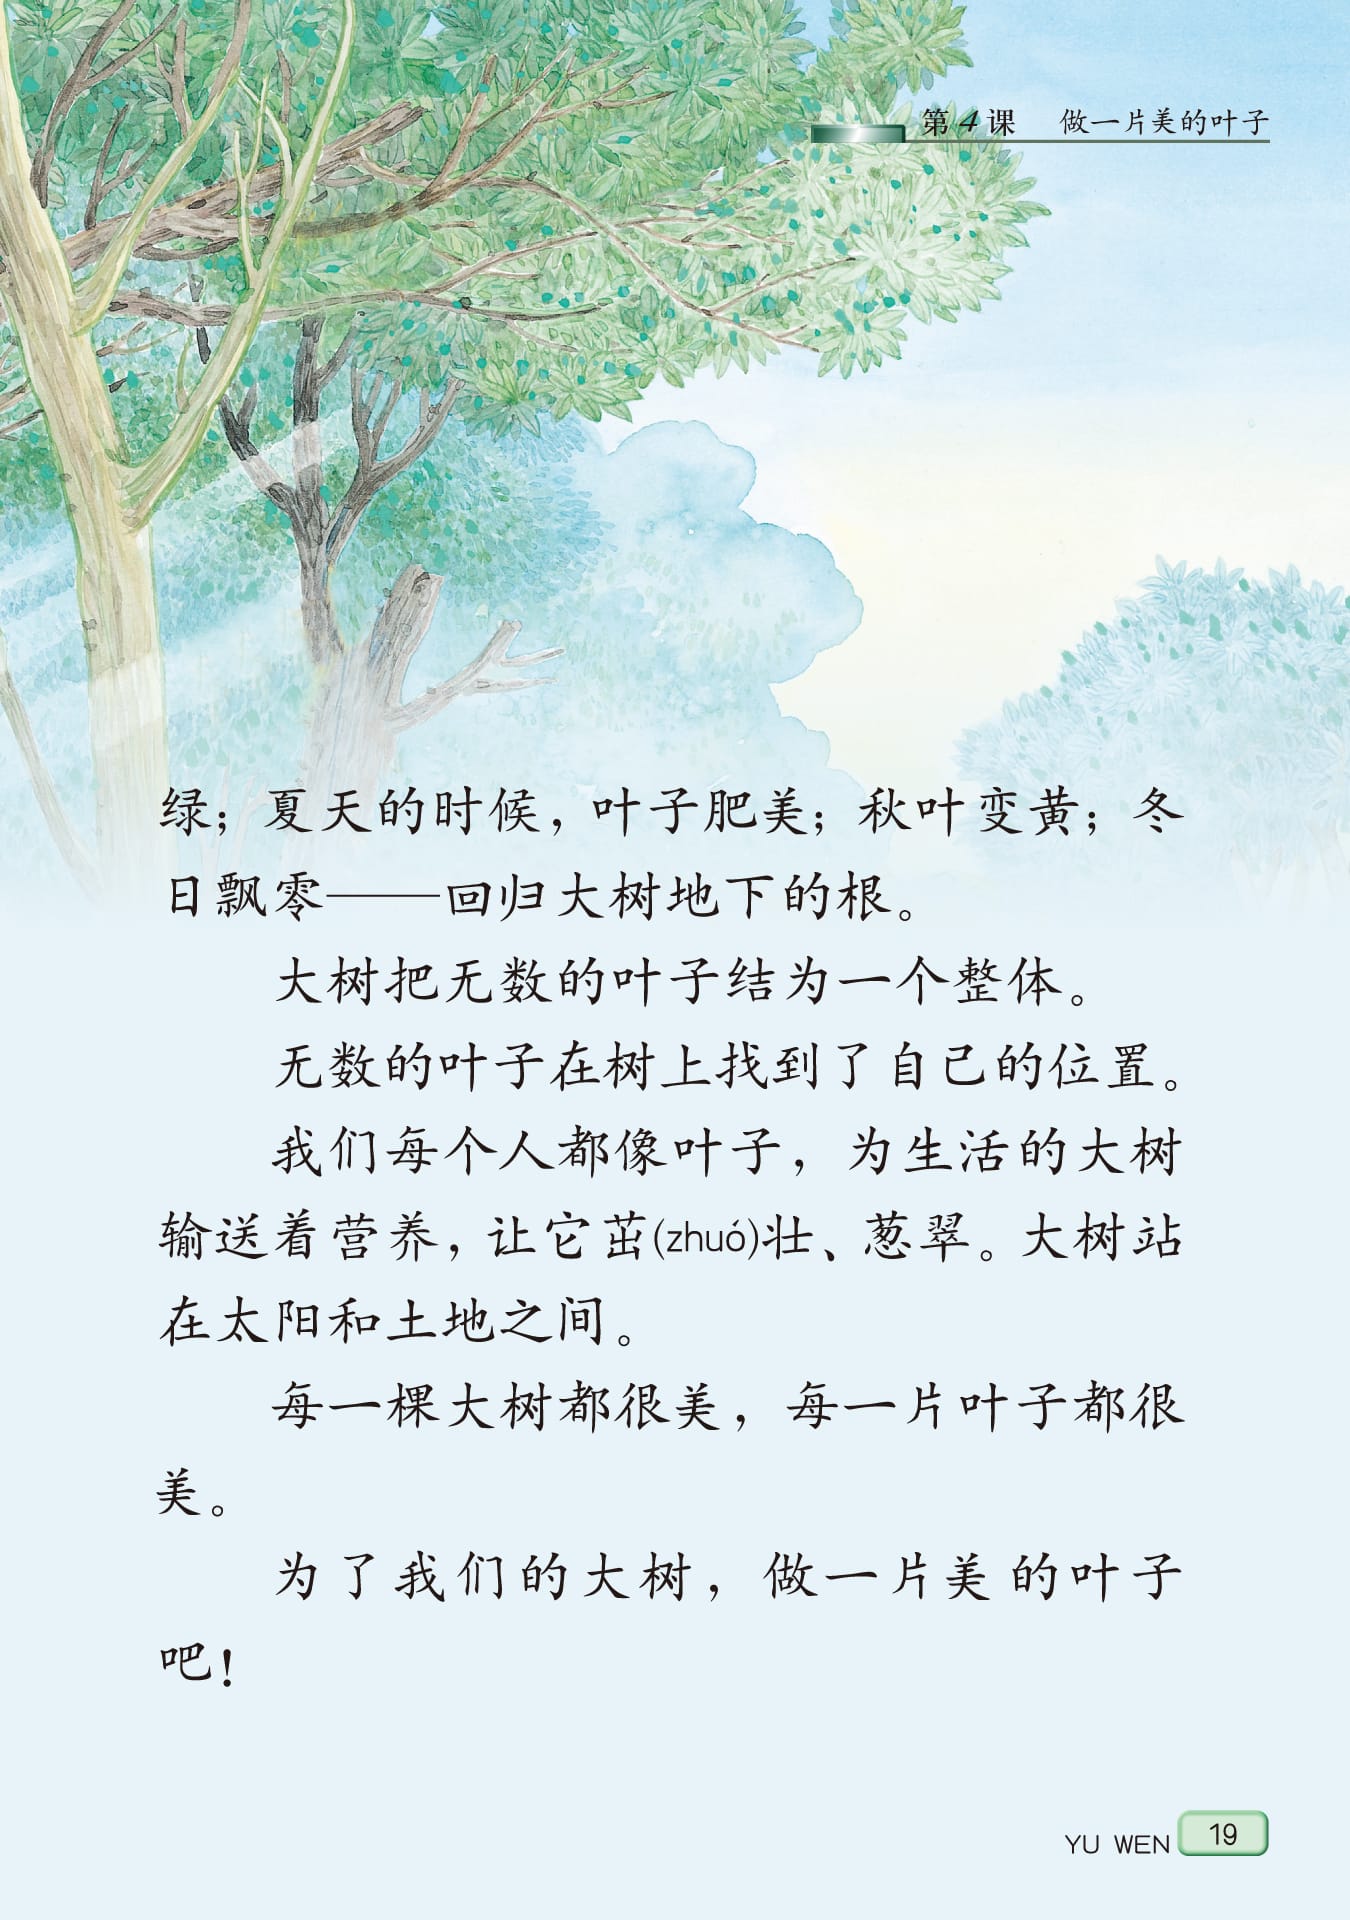 第4课 做一片美的叶子
绿；夏天的时候，叶子肥美；秋叶变黄；冬
日飘零——回归大树地下的根。
大树把无数的叶子结为一个整体。
无数的叶子在树上找到了自己的位置。
我们每个人都像叶子，为生活的大树
输送着营养，让它茁(zhuó)壮、葱翠。大树站
在太阳和土地之间。
每一棵大树都很美，每一片叶子都很
美。
为了我们的大树，做一片美的叶子
吧！
YU WEN 19